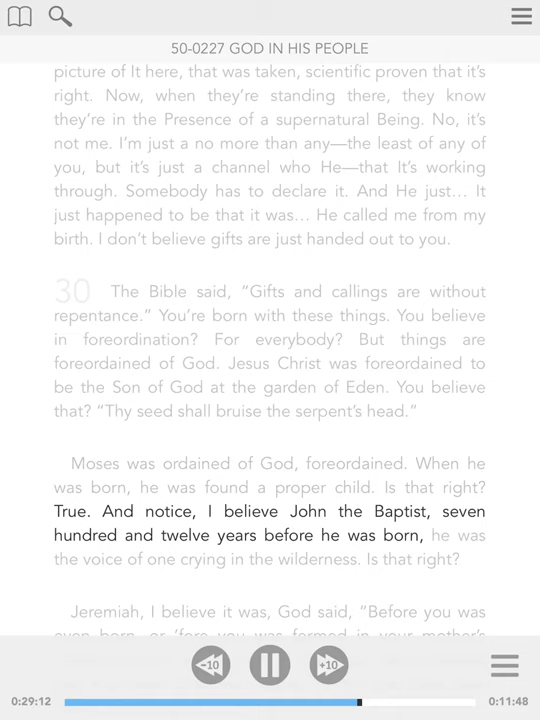 50-0227 GOD IN HIS PEOPLE
picture of It here, that was taken, scientific proven that it's
right. Now, when they're standing there, they know
they're in the Presence of a supernatural Being. No, it's
not me. I'm just a no more than any—the least of any of
you, but it's just a channel who He—that It's working
through. Somebody has to declare it. And He just… It
just happened to be that it was… He called me from my
birth. I don't believe gifts are just handed out to you.
30 The Bible said, “Gifts and callings are without
repentance.” You're born with these things. You believe
in foreordination? For everybody? But things are
foreordained of God. Jesus Christ was foreordained to
be the Son of God at the garden of Eden. You believe
that? “Thy seed shall bruise the serpent's head.”
Moses was ordained of God, foreordained. When he
was born, he was found a proper child. Is that right?
True. And notice, I believe John the Baptist, seven
hundred and twelve years before he was born, he was
the voice of one crying in the wilderness. Is that right?
Jeremiah, I believe it was, God said, “Before you was
even born, or 'fore you was formed in your mother's
-10
+10
0:29:12
0:11:48